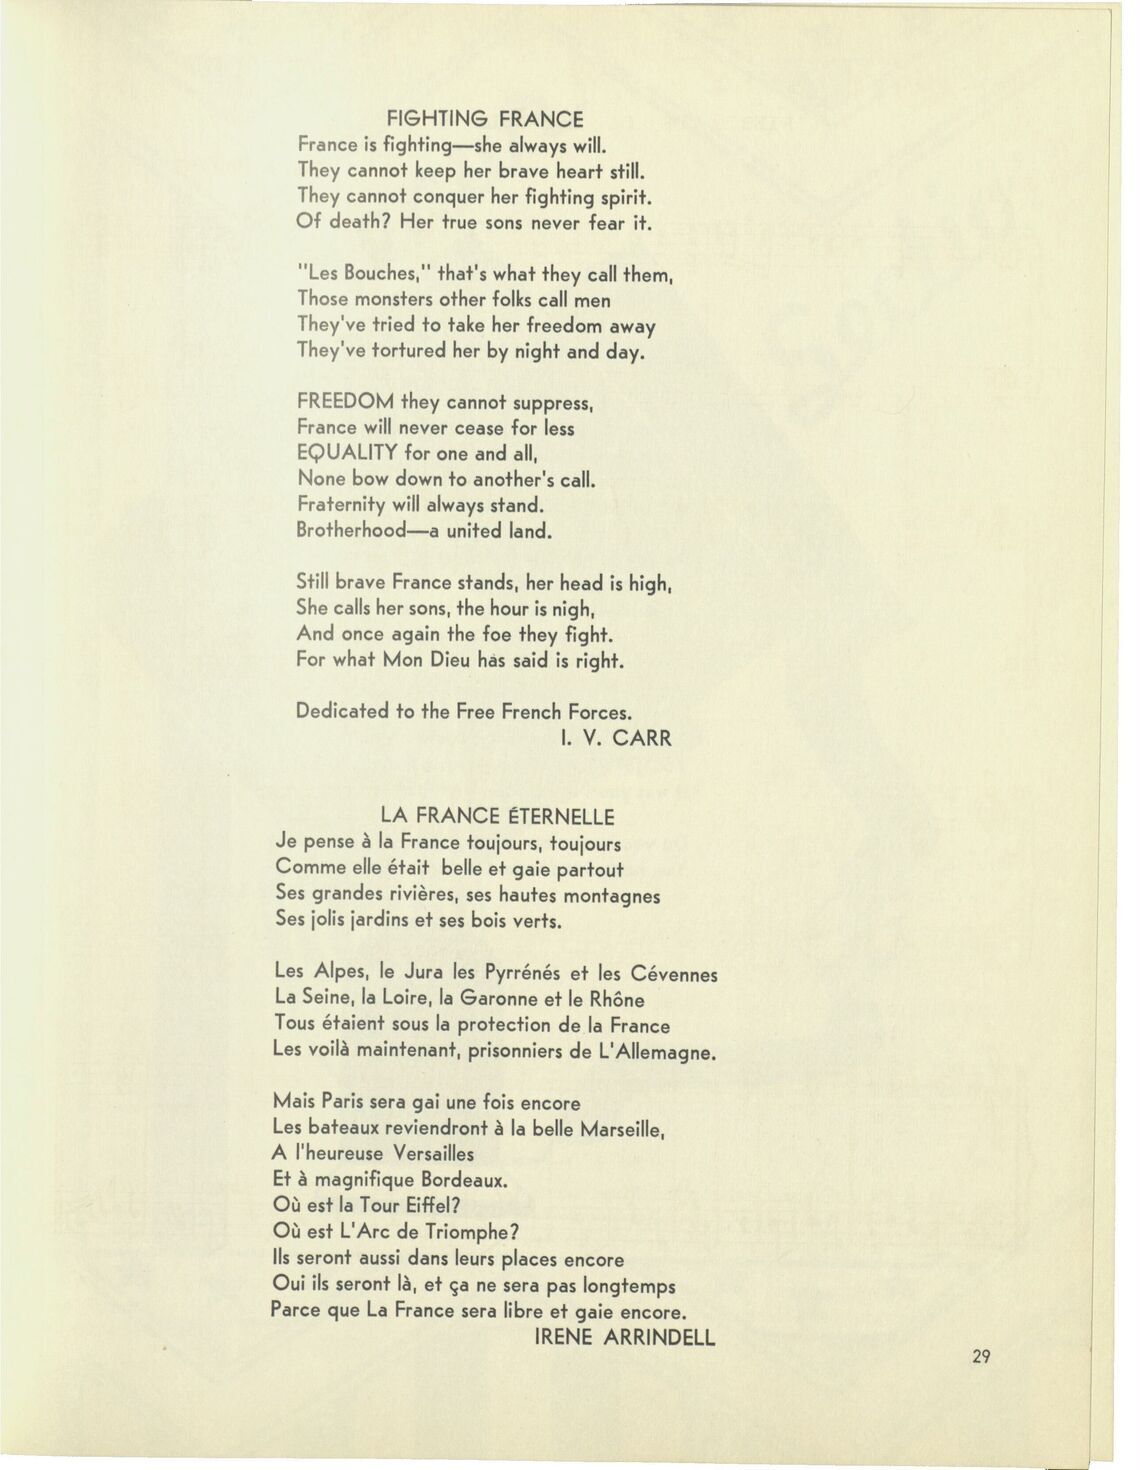 FIGHTING FRANCE
France is fighting—she always will.
They cannot keep her brave heart still.
They cannot conquer her fighting spirit.
Of death? Her true sons never fear it.
"Les Bouches," that's what they call them,
Those monsters other folks call men
They've tried to take her freedom away
They've tortured her by night and day.
FREEDOM they cannot suppress,
France will never cease for less
EQUALITY for one and all,
None bow down to another's call.
Fraternity will always stand.
Brotherhood—a united land.
Still brave France stands, her head is high,
She calls her sons, the hour is nigh,
And once again the foe they fight.
For what Mon Dieu has said is right.
Dedicated to the Free French Forces.
I. V. CARR
LA FRANCE ÉTERNELLE
Je pense à la France toujours, toujours
Comme elle était belle et gaie partout
Ses grandes rivières, ses hautes montagnes
Ses jolis jardins et ses bois verts.
Les Alpes, le Jura les Pyrrénés et les Cévennes
La Seine, la Loire, la Garonne et le Rhône
Tous étaient sous la protection de la France
Les voilà maintenant, prisonniers de L'Allemagne.
Mais Paris sera gai une fois encore
Les bateaux reviendront à la belle Marseille,
A l'heureuse Versailles
Et à magnifique Bordeaux.
Où est la Tour Eiffel?
Où est L'Arc de Triomphe?
Ils seront aussi dans leurs places encore
Oui ils seront là, et ça ne sera pas longtemps
Parce que La France sera libre et gaie encore.
IRENE ARRINDELL
29